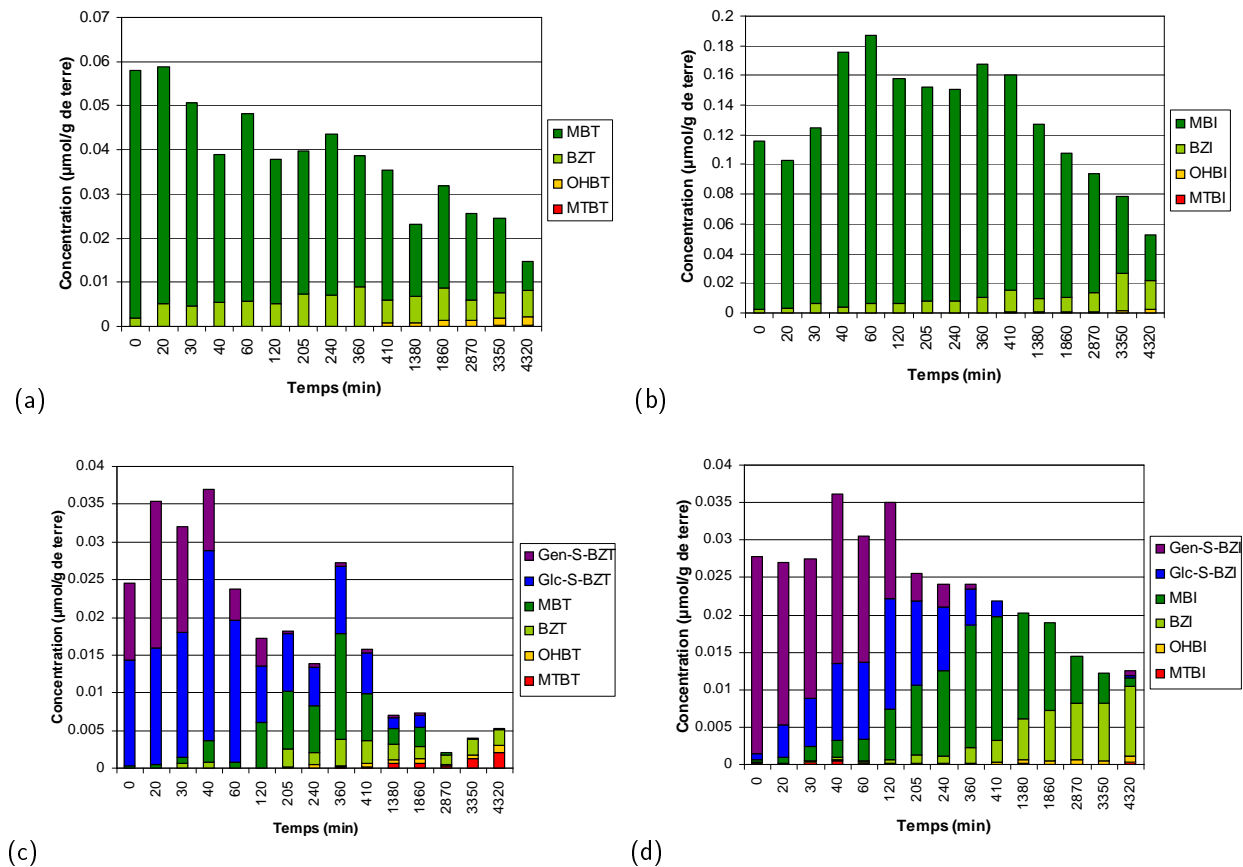 Concentration (µmol/g de terre)
0.07
0.06
0.05
0.04
0.03
0.02
0.01
0
0 20 30 40 60 120 205 240 360 410 1380 1860 2870 3350 4320
Temps (min)
MBT
BZT
OHBT
MTBT
(a)
Concentration (µmol/g de terre)
0.2
0.18
0.16
0.14
0.12
0.1
0.08
0.06
0.04
0.02
0
0 20 30 40 60 120 205 240 360 410 1380 1860 2870 3350 4320
Temps (min)
MBI
BZI
OHBI
MTBI
(b)
Concentration (µmol/g de terre)
0.04
0.035
0.03
0.025
0.02
0.015
0.01
0.005
0
0 20 30 40 60 120 205 240 360 410 1380 1860 2870 3350 4320
Temps (min)
Gen-S-BZT
Glc-S-BZT
MBT
BZT
OHBT
MTBT
(c)
Concentration (µmol/g de terre)
0.04
0.035
0.03
0.025
0.02
0.015
0.01
0.005
0
0 20 30 40 60 120 205 240 360 410 1380 1860 2870 3350 4320
Temps (min)
Gen-S-BZI
Glc-S-BZI
MBI
BZI
OHBI
MTBI
(d)